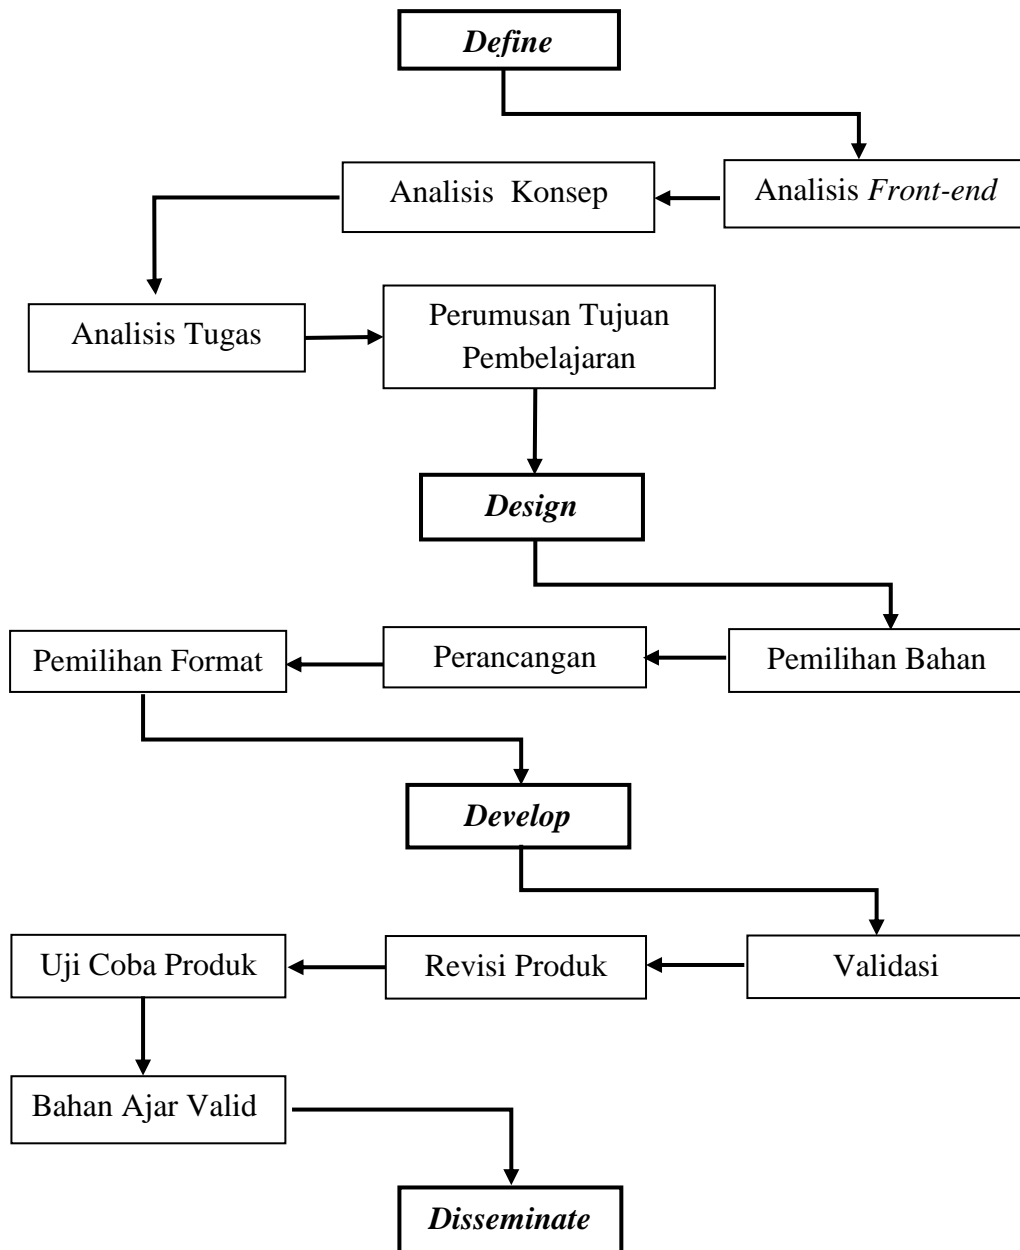 Define
Analisis Front-end
Analisis Konsep
Analisis Tugas
Perumusan Tujuan
Pembelajaran
Design
Pemilihan Bahan
Perancangan
Pemilihan Format
Develop
Validasi
Revisi Produk
Uji Coba Produk
Bahan Ajar Valid
Disseminate